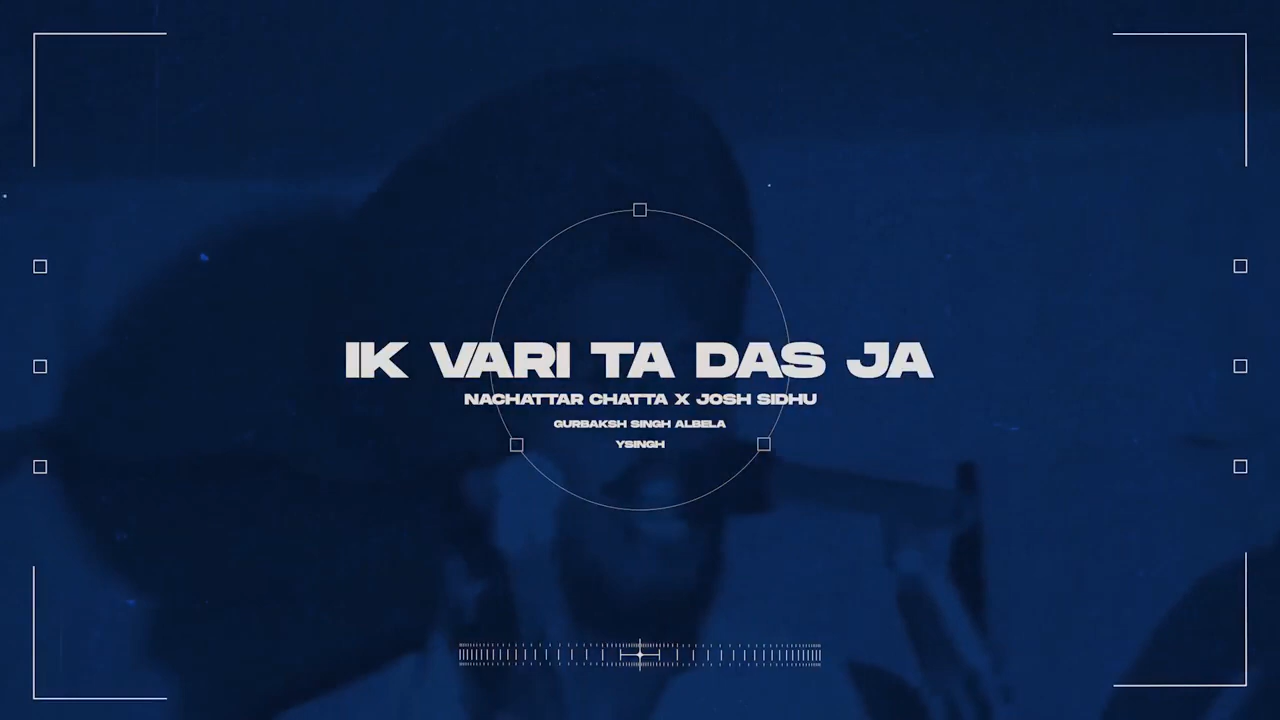 IK VARI TA DAS JA
NACHATTAR CHATTA X JOSH SIDHU
GURBAKSH SINGH ALBELA
YSINGH